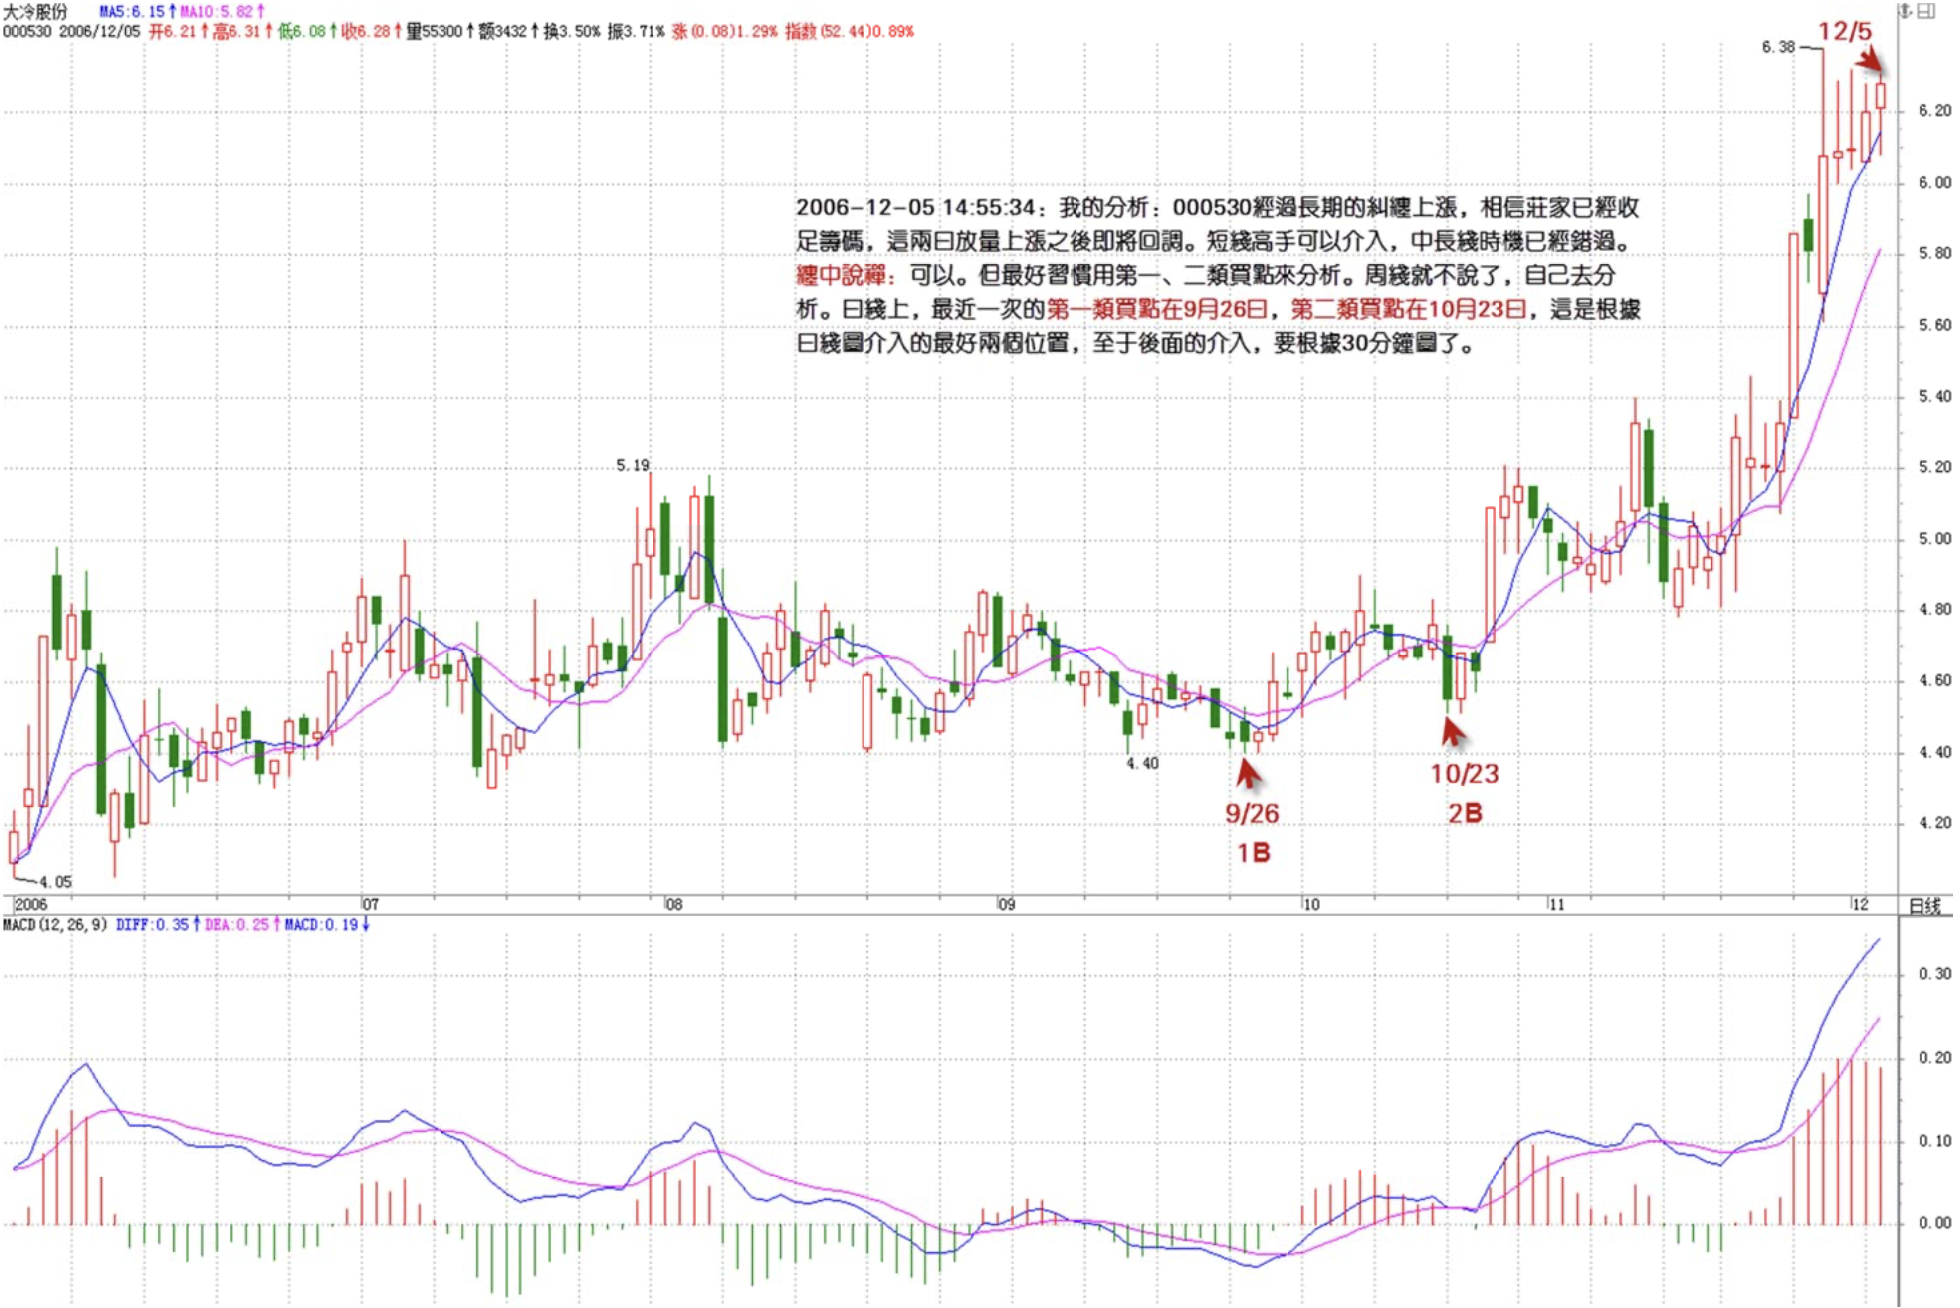 大冷股份 MA5:6.15↑MA10:5.82↑
000530 2006/12/05 开6.21↑高6.31↑低6.08↑收6.28↑量55300↑额3432↑换3.50% 振3.71% 涨(0.08)1.29% 指数(52.44)0.89%
12/5
6.38
6.20
6.00
2006-12-05 14:55:34：我的分析：000530經過長期的糾纏上漲，相信莊家已經收
足籌碼，這兩日放量上漲之後即將回調。短綫高手可以介入，中長綫時機已經錯過。
纏中說禪：可以。但最好習慣用第一、二類買點來分析。周綫就不說了，自己去分
析。日綫上，最近一次的第一類買點在9月26日，第二類買點在10月23日，這是根據
日綫圖介入的最好兩個位置，至于後面的介入，要根據30分鐘圖了。
5.80
5.60
5.40
5.19
5.20
5.00
4.80
4.60
4.40
4.40
9/26
1B
10/23
2B
4.20
4.05
2006 07 08 09 10 11 12 日线
MACD(12,26,9) DIFF:0.35↑DEA:0.25↑MACD:0.19↓
0.30
0.20
0.10
0.00